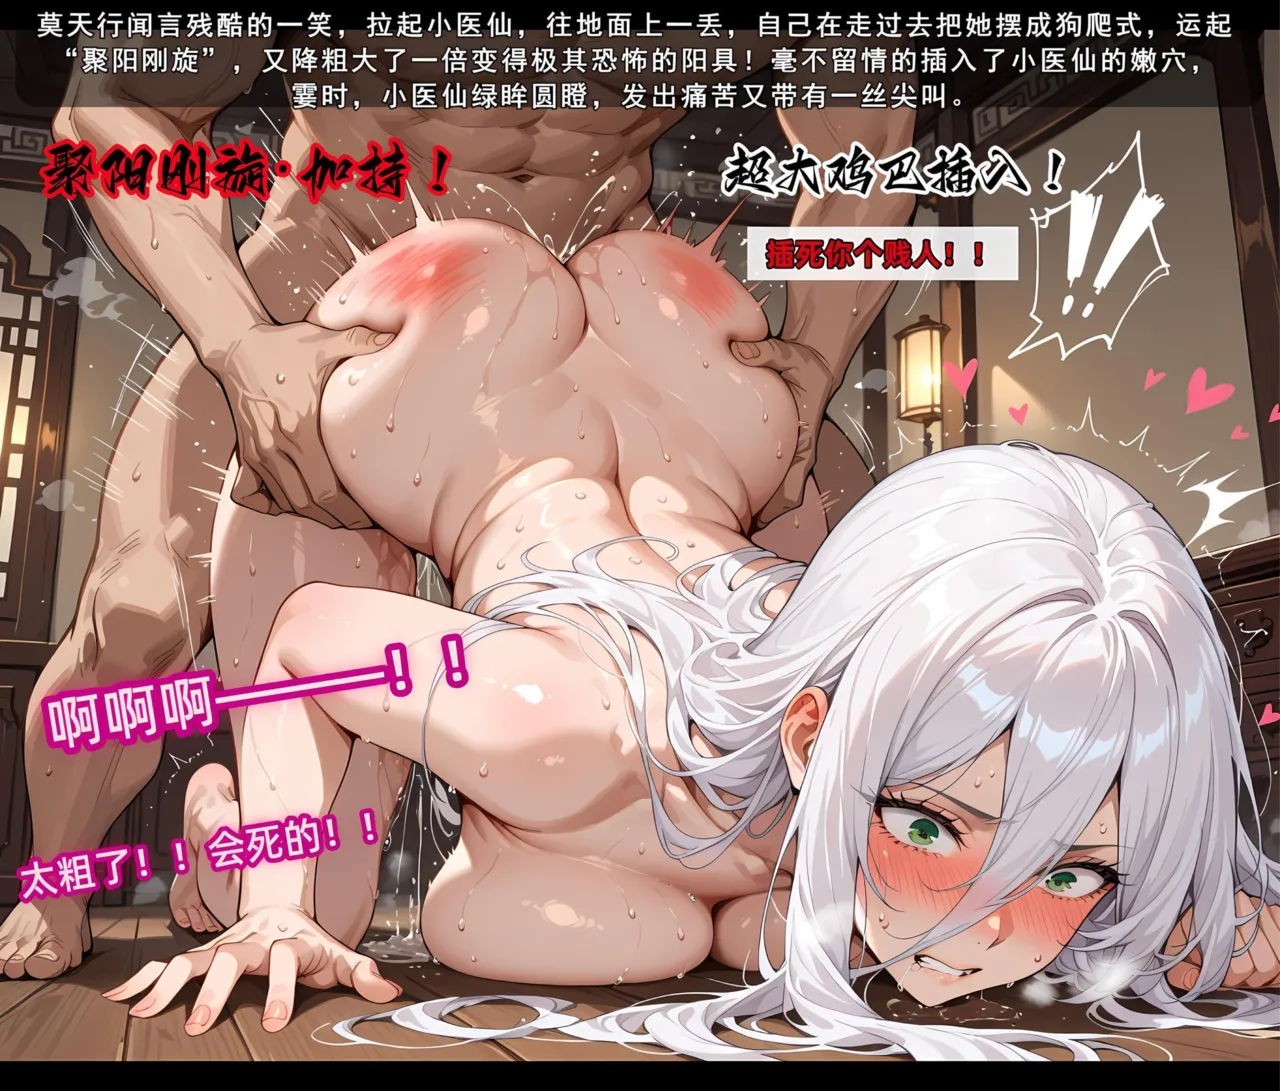 莫天行闻言残酷的一笑，拉起小医仙，往地面上一丢，自己在走过去把她摆成狗爬式，运起
“聚阳刚旋”，又降粗大了一倍变得极其恐怖的阳具！毫不留情的插入了小医仙的嫩穴，
霎时，小医仙绿眸圆瞪，发出痛苦又带有一丝尖叫。
聚阳刚旋·加持！
超大鸡巴插入！
插死你个贱人！！
!!
啊啊啊————！！
太粗了！！会死的！！